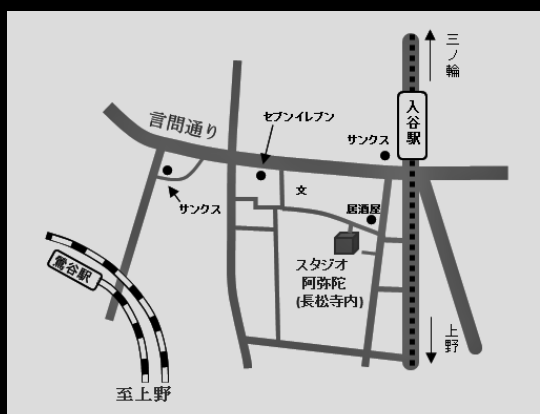 三ノ輪
入谷駅
言問通り
セブンイレブン
サンクス
サンクス
文
居酒屋
スタジオ
阿弥陀
(長松寺内)
鶯谷駅
上野
至上野